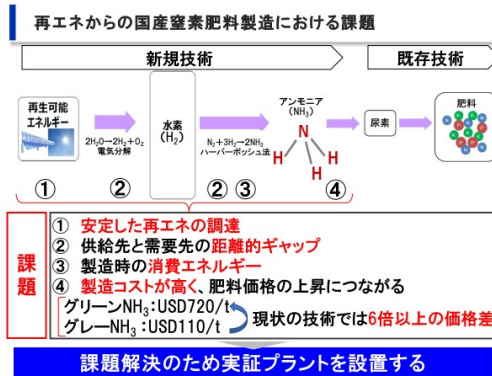 再エネからの国産窒素肥料製造における課題
新規技術
既存技術
再生可能
エネルギー
2H₂O→2H₂+O₂
電気分解
水素
(H₂)
N₂+3H₂→2NH₃
ハーバーボッシュ法
アンモニア
(NH₃)
N
H
H
H
尿素
肥料
①
②
②
③
④
課題
① 安定した再エネの調達
② 供給先と需要先の距離的ギャップ
③ 製造時の消費エネルギー
④ 製造コストが高く、肥料価格の上昇につながる
グリーンNH₃:USD720/t
グレーNH₃:USD110/t
現状の技術では6倍以上の価格差
課題解決のため実証プラントを設置する